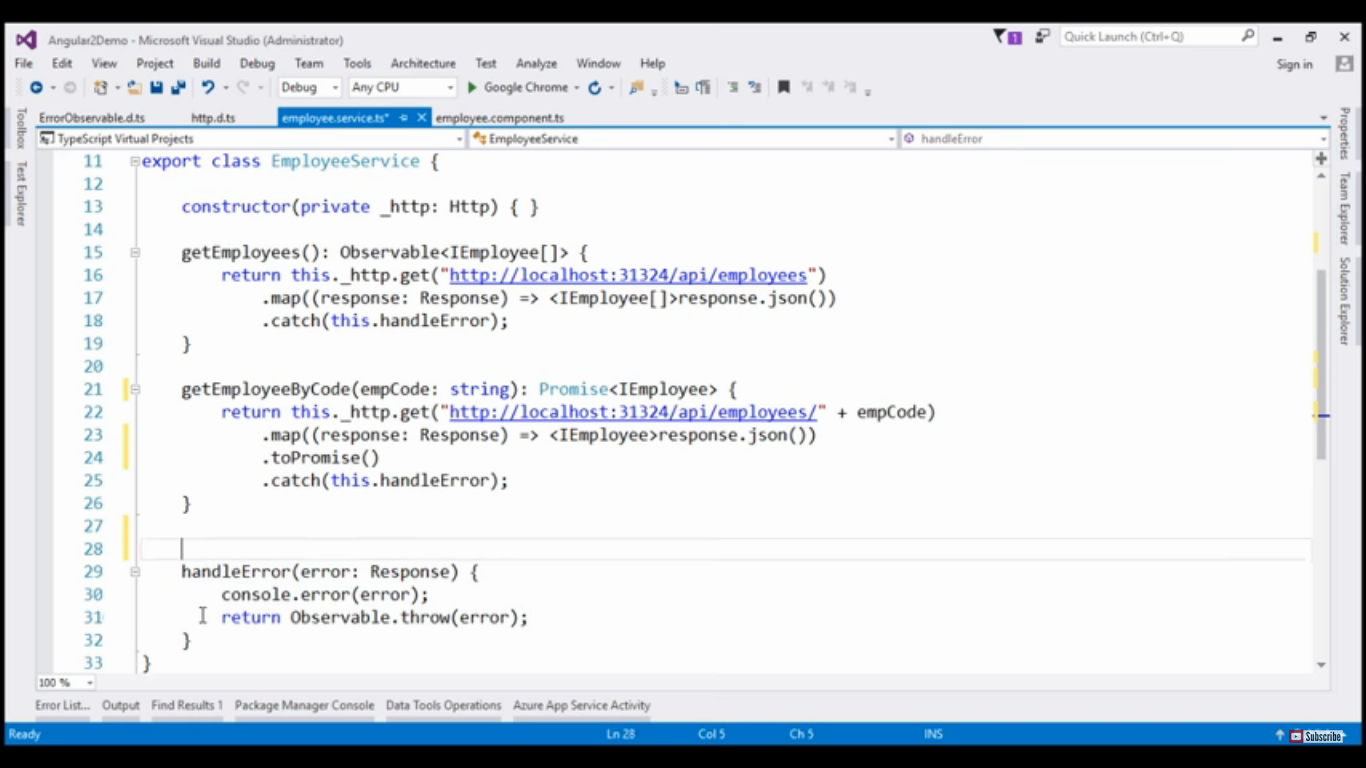 Angular2Demo - Microsoft Visual Studio (Administrator)
1
Quick Launch (Ctrl+Q)
File Edit View Project Build Debug Team Tools Architecture Test Analyze Window Help
Sign in
Debug Any CPU Google Chrome
ErrorObservable.d.ts http.d.ts employee.service.ts* employee.component.ts
TypeScript Virtual Projects EmployeeService handleError
Toolbox
Test Explorer
Properties
Team Explorer
Solution Explorer
11 export class EmployeeService {
12
13 constructor(private _http: Http) { }
14
15 getEmployees(): Observable<IEmployee[]> {
16 return this._http.get("http://localhost:31324/api/employees")
17 .map((response: Response) => <IEmployee[]>response.json())
18 .catch(this.handleError);
19 }
20
21 getEmployeeByCode(empCode: string): Promise<IEmployee> {
22 return this._http.get("http://localhost:31324/api/employees/" + empCode)
23 .map((response: Response) => <IEmployee>response.json())
24 .toPromise()
25 .catch(this.handleError);
26 }
27
28
29 handleError(error: Response) {
30 console.error(error);
31 return Observable.throw(error);
32 }
33 }
100 %
Error List... Output Find Results 1 Package Manager Console Data Tools Operations Azure App Service Activity
Ready Ln 28 Col 5 Ch 5 INS Subscribe